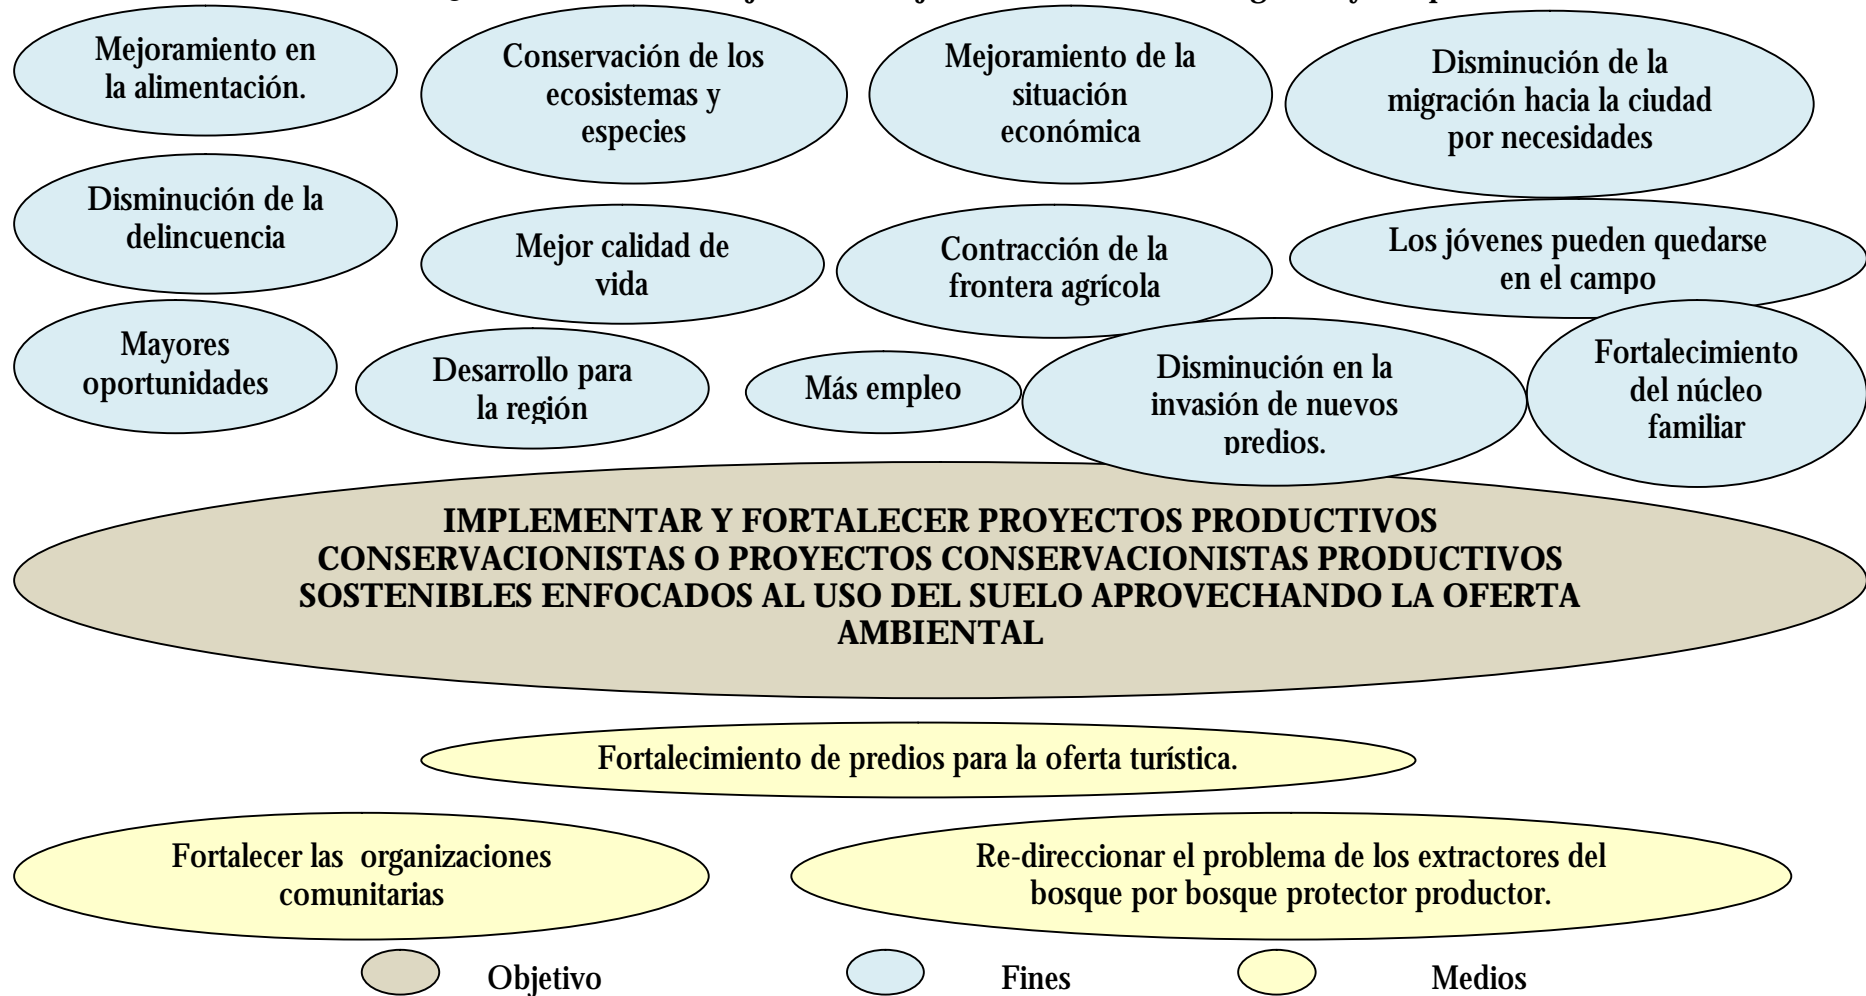 Mejoramiento en
la alimentación.
Conservación de los
ecosistemas y
especies
Mejoramiento de la
situación
económica
Disminución de la
migración hacia la ciudad
por necesidades
Disminución de la
delincuencia
Mejor calidad de
vida
Contracción de la
frontera agrícola
Los jóvenes pueden quedarse
en el campo
Mayores
oportunidades
Desarrollo para
la región
Más empleo
Disminución en la
invasión de nuevos
predios.
Fortalecimiento
del núcleo
familiar
IMPLEMENTAR Y FORTALECER PROYECTOS PRODUCTIVOS
CONSERVACIONISTAS O PROYECTOS CONSERVACIONISTAS PRODUCTIVOS
SOSTENIBLES ENFOCADOS AL USO DEL SUELO APROVECHANDO LA OFERTA
AMBIENTAL
Fortalecimiento de predios para la oferta turística.
Fortalecer las organizaciones
comunitarias
Re-direccionar el problema de los extractores del
bosque por bosque protector productor.
Objetivo
Fines
Medios